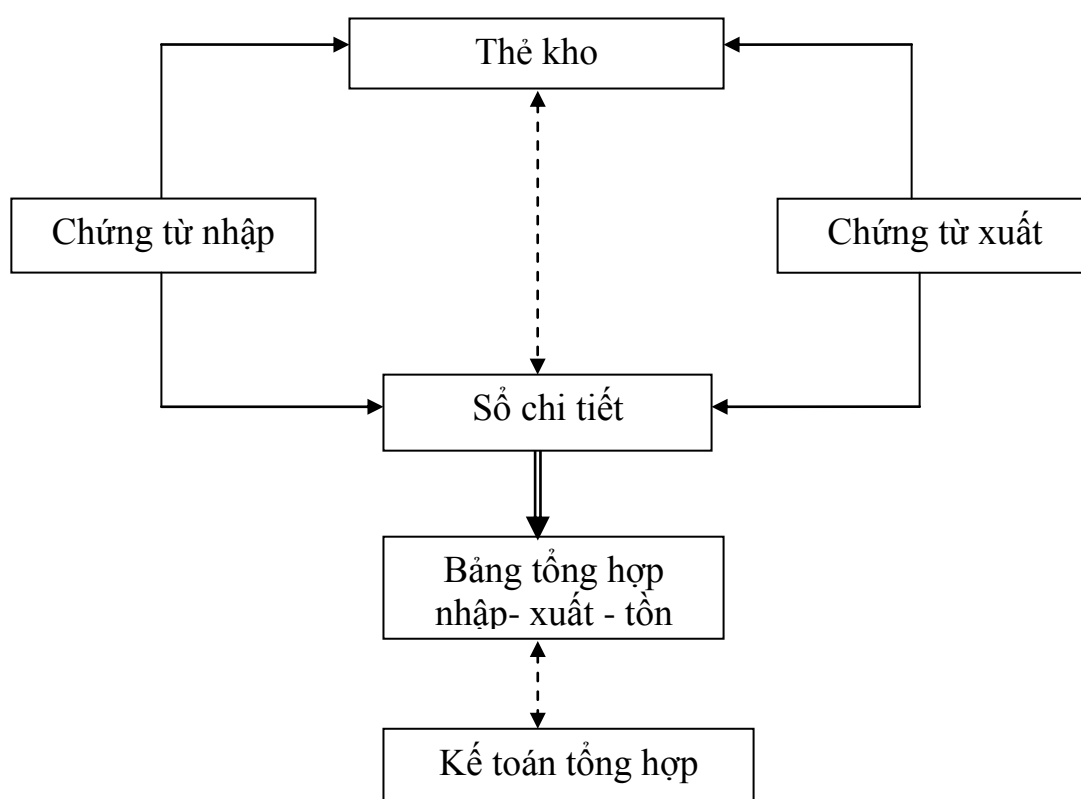 Thẻ kho
Chứng từ nhập
Chứng từ xuất
Sổ chi tiết
Bảng tổng hợp
nhập- xuất - tồn
Kế toán tổng hợp